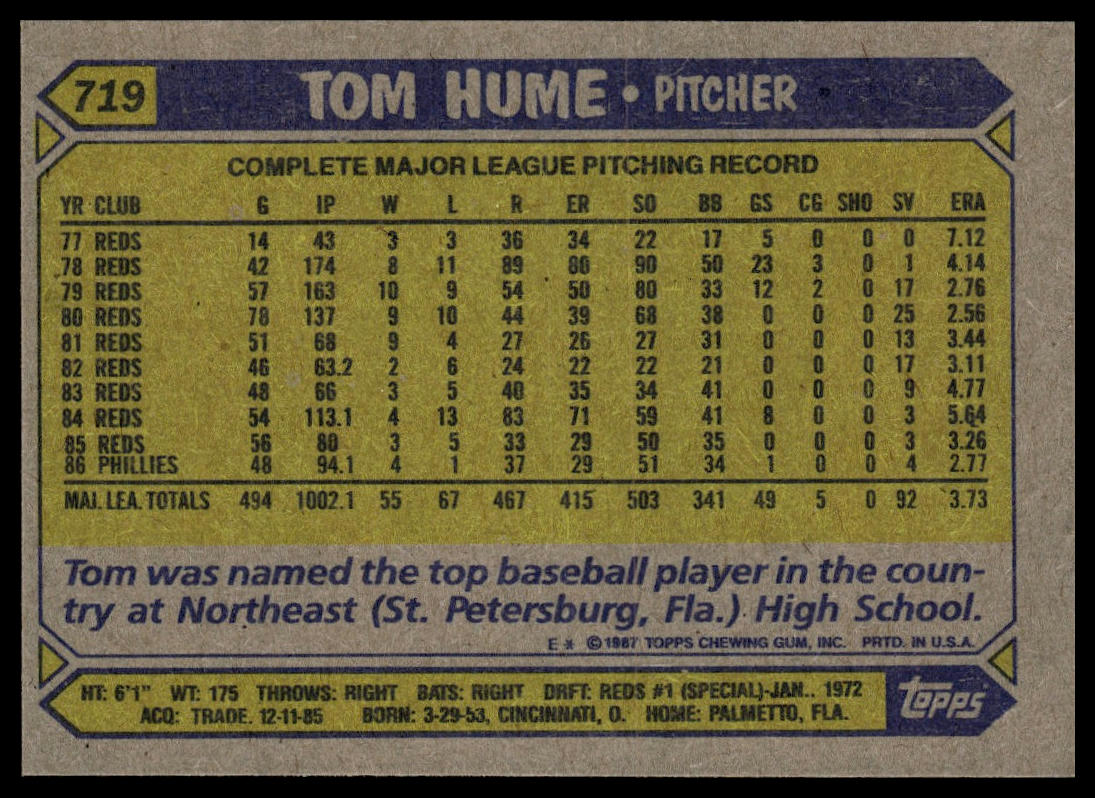 719 TOM HUME • PITCHER
COMPLETE MAJOR LEAGUE PITCHING RECORD
YR CLUB G IP W L R ER SO BB GS CG SHO SV ERA
77 REDS 14 43 3 3 36 34 22 17 5 0 0 0 7.12
78 REDS 42 174 8 11 89 80 90 50 23 3 0 1 4.14
79 REDS 57 163 10 9 54 50 80 33 12 2 0 17 2.76
80 REDS 78 137 9 10 44 39 68 38 0 0 0 25 2.56
81 REDS 51 68 9 4 27 26 27 31 0 0 0 13 3.44
82 REDS 46 63.2 2 6 24 22 22 21 0 0 0 17 3.11
83 REDS 48 66 3 5 40 35 34 41 0 0 0 9 4.77
84 REDS 54 113.1 4 13 83 71 59 41 8 0 0 3 5.64
85 REDS 56 80 3 5 33 29 50 35 0 0 0 3 3.26
86 PHILLIES 48 94.1 4 1 37 29 51 34 1 0 0 4 2.77
MAJ. LEA. TOTALS 494 1002.1 55 67 467 415 503 341 49 5 0 92 3.73
Tom was named the top baseball player in the coun-
try at Northeast (St. Petersburg, Fla.) High School.
E * © 1987 TOPPS CHEWING GUM, INC. PRTD. IN U.S.A.
HT: 6'1" WT: 175 THROWS: RIGHT BATS: RIGHT DRFT: REDS #1 (SPECIAL)-JAN.. 1972
ACQ: TRADE. 12-11-85 BORN: 3-29-53, CINCINNATI, O. HOME: PALMETTO, FLA.
topps